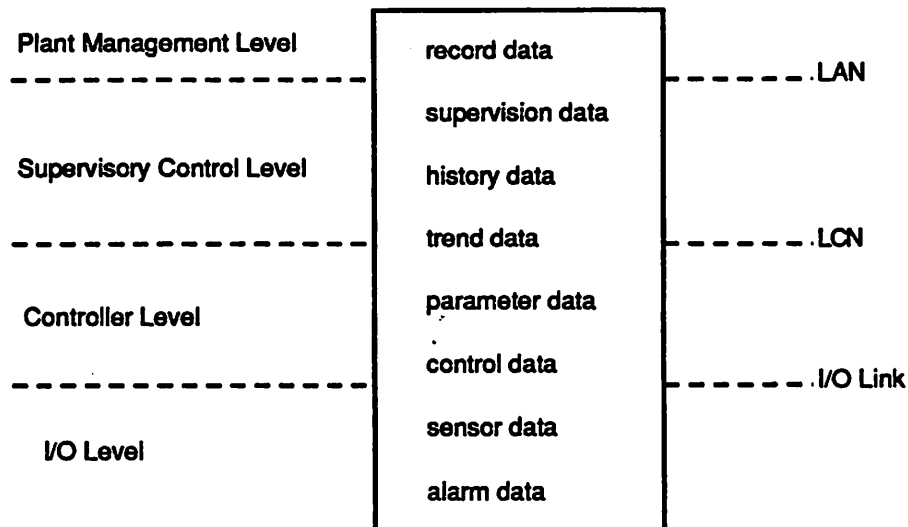 Plant Management Level
record data
LAN
supervision data
Supervisory Control Level
history data
trend data
LCN
parameter data
Controller Level
control data
I/O Link
sensor data
I/O Level
alarm data